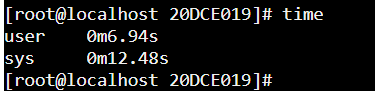 [root@localhost 20DCE019]# time
user    0m6.94s
sys     0m12.48s
[root@localhost 20DCE019]#